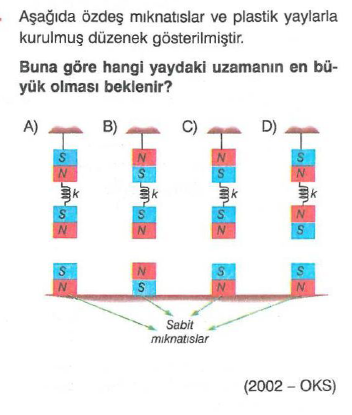 Aşağıda özdeş mıknatıslar ve plastik yaylarla
kurulmuş düzenek gösterilmiştir.
Buna göre hangi yaydaki uzamanın en bü-
yük olması beklenir?
A) B) C) D)
S N N S
N S S N
k k k k
S S S N
N N N S
S N S S
N S N N
Sabit
mıknatıslar
(2002 – OKS)